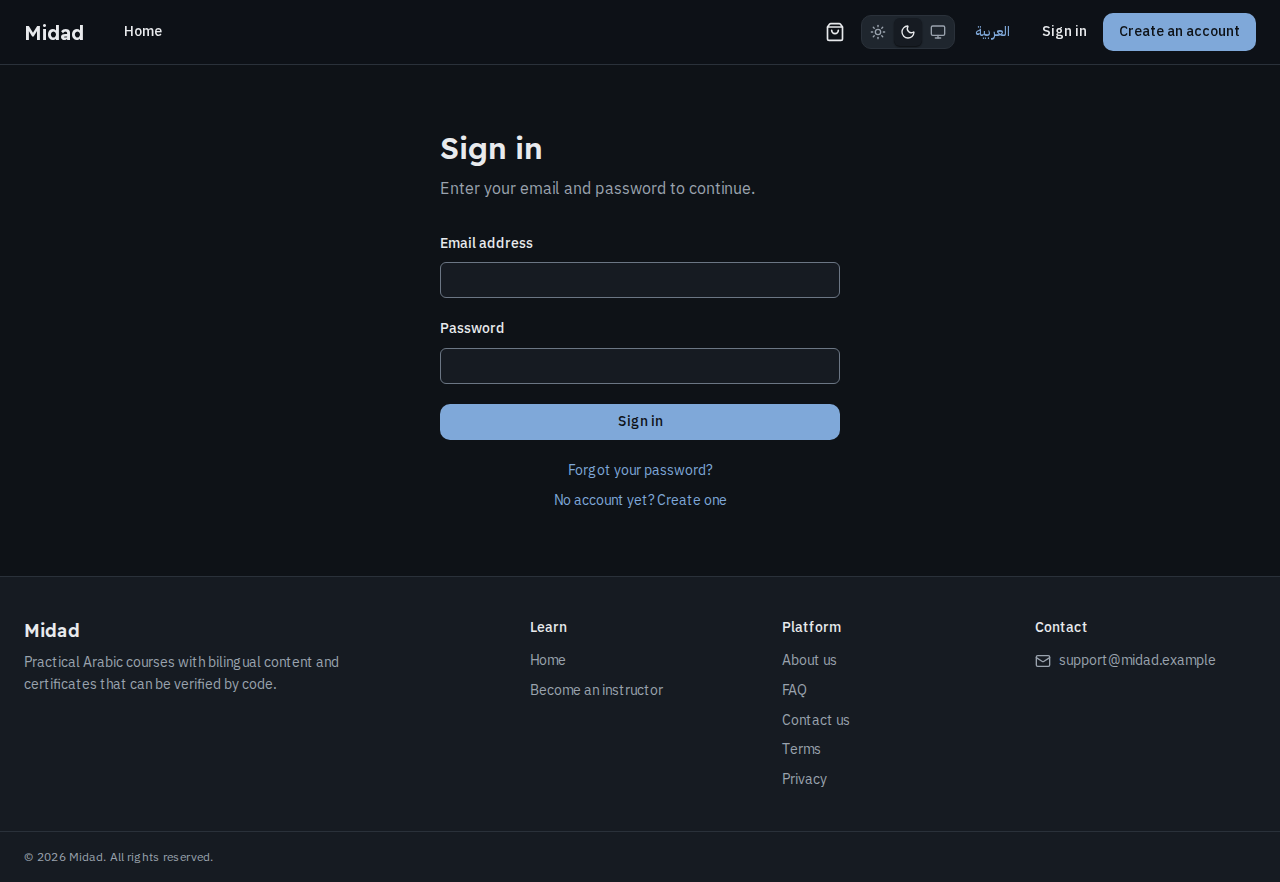 Midad
Home
العربية
Sign in
Create an account
Sign in
Enter your email and password to continue.
Email address
Password
Sign in
Forgot your password?
No account yet? Create one
Midad
Practical Arabic courses with bilingual content and
certificates that can be verified by code.
Learn
Home
Become an instructor
Platform
About us
FAQ
Contact us
Terms
Privacy
Contact
support@midad.example
© 2026 Midad. All rights reserved.